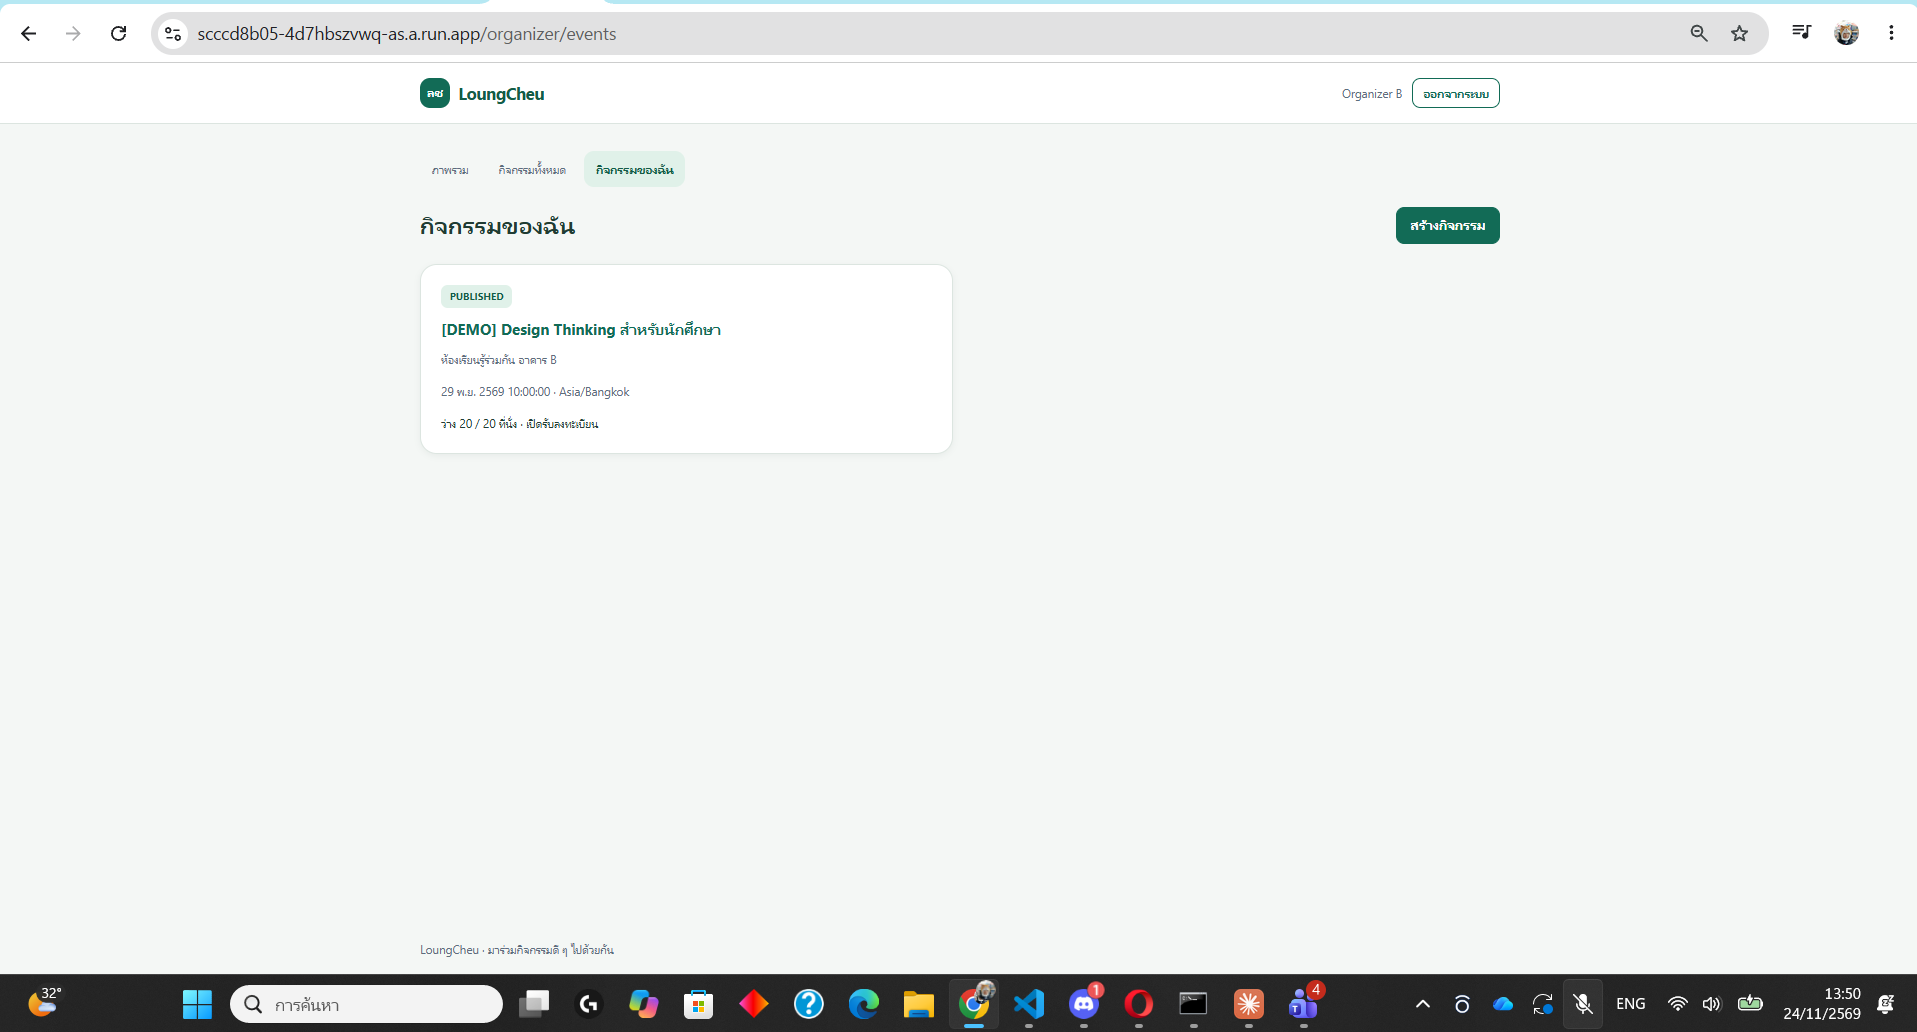 scccd8b05-4d7hbszvwq-as.a.run.app/organizer/events
ลช LoungCheu
Organizer B ออกจากระบบ
ภาพรวม กิจกรรมทั้งหมด กิจกรรมของฉัน
กิจกรรมของฉัน
สร้างกิจกรรม
PUBLISHED
[DEMO] Design Thinking สำหรับนักศึกษา
ห้องเรียนรู้ร่วมกัน อาคาร B
29 พ.ย. 2569 10:00:00 · Asia/Bangkok
ว่าง 20 / 20 ที่นั่ง · เปิดรับลงทะเบียน
LoungCheu · มาร่วมกิจกรรมดี ๆ ไปด้วยกัน
32°
การค้นหา
1
4
ENG
13:50
24/11/2569